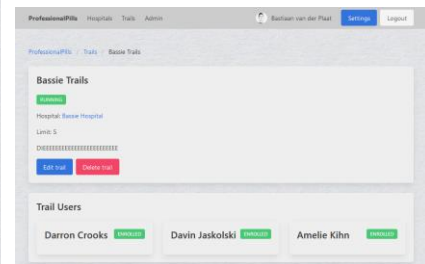 ProfessionalPills Hospitals Trails Admin Bastiaan van der Plaat Settings Logout
ProfessionalPills / Trails / Bassie Trails
Bassie Trails
RUNNING
Hospital: Bassie Hospital
Limit: 5
Edit trail Delete trail
Trail Users
Darron Crooks ENROLLED Davin Jaskolski ENROLLED Amelie Kihn ENROLLED